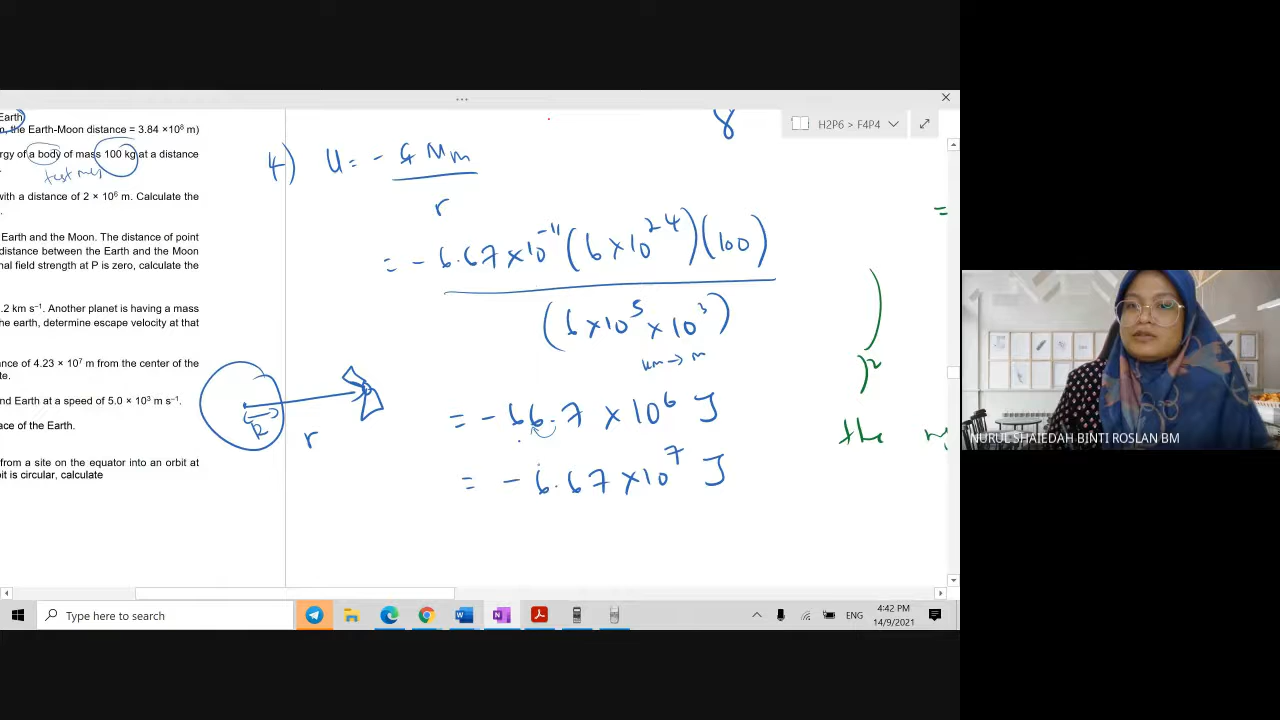 Earth)
n, the Earth-Moon distance = 3.84 ×10⁸ m)
rgy of a body of mass 100 kg at a distance
test mass
with a distance of 2 × 10⁶ m. Calculate the
Earth and the Moon. The distance of point
distance between the Earth and the Moon
nal field strength at P is zero, calculate the
.2 km s⁻¹. Another planet is having a mass
he earth, determine escape velocity at that
ance of 4.23 × 10⁷ m from the center of the
te.
nd Earth at a speed of 5.0 × 10³ m s⁻¹.
ace of the Earth.
from a site on the equator into an orbit at
bit is circular, calculate
H2P6 > F4P4
8
4) U = - G M m
r
= - 6.67 × 10⁻¹¹ (6 × 10²⁴) (100)
(6 × 10⁵ × 10³)
km → m
= - 66.7 × 10⁶ J
= - 6.67 × 10⁷ J
R
r
=
)²
the
NURUL SHAIEDAH BINTI ROSLAN BM
Type here to search
ENG
4:42 PM
14/9/2021